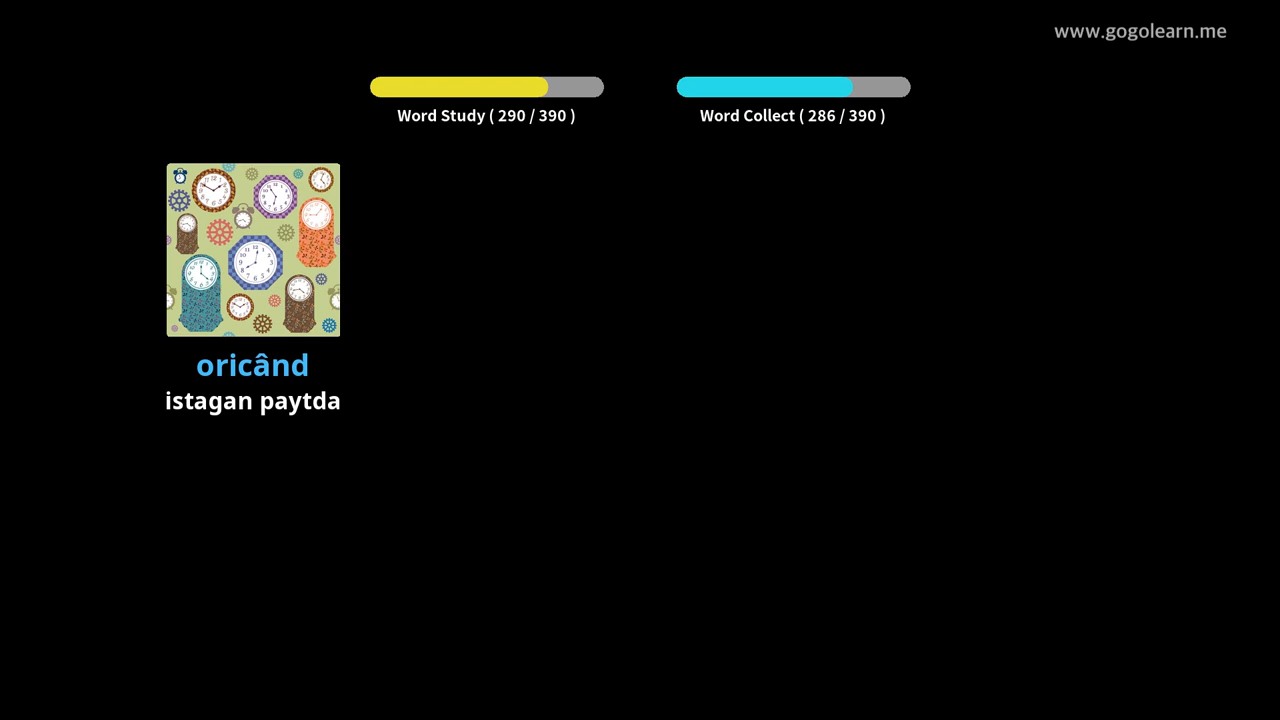 www.gogolearn.me
Word Study ( 290 / 390 )
Word Collect ( 286 / 390 )
oricând
istagan paytda